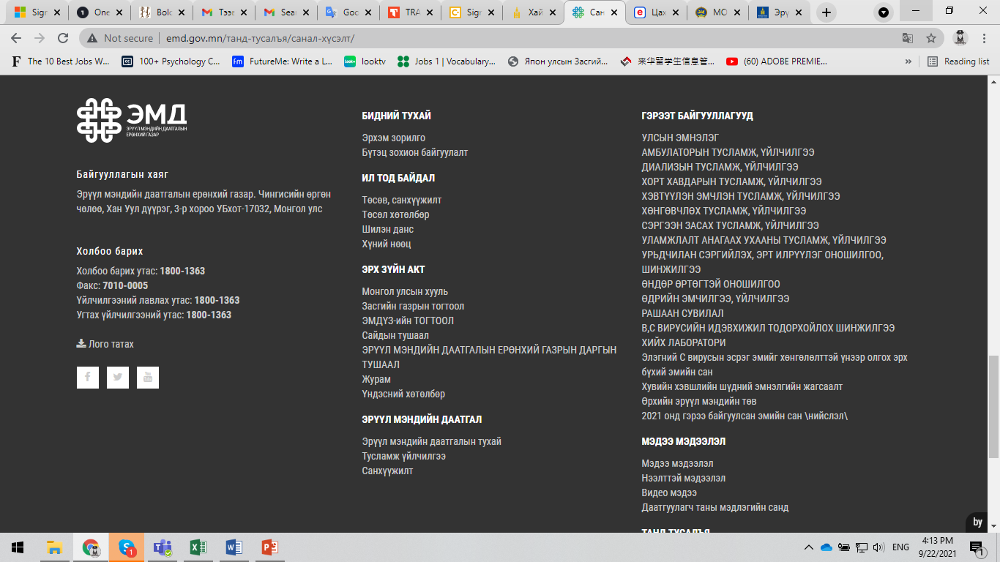 Sign
One
Bolo
Тээв
Sear
Goo
TRA
Sign
Хай
Сан
Цах
МО
Эрү
Not secure | emd.gov.mn/танд-тусалъя/санал-хүсэлт/
The 10 Best Jobs W...
100+ Psychology C...
FutureMe: Write a L...
looktv
Jobs 1 | Vocabulary...
Япон улсын Засгий...
来华留学生信息管...
(60) ADOBE PREMIE...
»
Reading list
ЭМД
ЭРҮҮЛ МЭНДИЙН ДААТГАЛЫН
ЕРӨНХИЙ ГАЗАР
Байгууллагын хаяг
Эрүүл мэндийн даатгалын ерөнхий газар. Чингисийн өргөн
чөлөө, Хан Уул дүүрэг, 3-р хороо УБхот-17032, Монгол улс
Холбоо барих
Холбоо барих утас: 1800-1363
Факс: 7010-0005
Үйлчилгээний лавлах утас: 1800-1363
Угтах үйлчилгээний утас: 1800-1363
Лого татах
БИДНИЙ ТУХАЙ
Эрхэм зорилго
Бүтэц зохион байгуулалт
ИЛ ТОД БАЙДАЛ
Төсөв, санхүүжилт
Төсөл хөтөлбөр
Шилэн данс
Хүний нөөц
ЭРХ ЗҮЙН АКТ
Монгол улсын хууль
Засгийн газрын тогтоол
ЭМДҮЗ-ийн ТОГТООЛ
Сайдын тушаал
ЭРҮҮЛ МЭНДИЙН ДААТГАЛЫН ЕРӨНХИЙ ГАЗРЫН ДАРГЫН
ТУШААЛ
Журам
Үндэсний хөтөлбөр
ЭРҮҮЛ МЭНДИЙН ДААТГАЛ
Эрүүл мэндийн даатгалын тухай
Тусламж үйлчилгээ
Санхүүжилт
ГЭРЭЭТ БАЙГУУЛЛАГУУД
УЛСЫН ЭМНЭЛЭГ
АМБУЛАТОРЫН ТУСЛАМЖ, ҮЙЛЧИЛГЭЭ
ДИАЛИЗЫН ТУСЛАМЖ, ҮЙЛЧИЛГЭЭ
ХОРТ ХАВДАРЫН ТУСЛАМЖ, ҮЙЛЧИЛГЭЭ
ХЭВТҮҮЛЭН ЭМЧЛЭН ТУСЛАМЖ, ҮЙЛЧИЛГЭЭ
ХӨНГӨВЧЛӨХ ТУСЛАМЖ, ҮЙЛЧИЛГЭЭ
СЭРГЭЭН ЗАСАХ ТУСЛАМЖ, ҮЙЛЧИЛГЭЭ
УЛАМЖЛАЛТ АНАГААХ УХААНЫ ТУСЛАМЖ, ҮЙЛЧИЛГЭЭ
УРЬДЧИЛАН СЭРГИЙЛЭХ, ЭРТ ИЛРҮҮЛЭГ ОНОШИЛГОО,
ШИНЖИЛГЭЭ
ӨНДӨР ӨРТӨГТЭЙ ОНОШИЛГОО
ӨДРИЙН ЭМЧИЛГЭЭ, ҮЙЛЧИЛГЭЭ
РАШААН СУВИЛАЛ
В,С ВИРУСИЙН ИДЭВХИЖИЛ ТОДОРХОЙЛОХ ШИНЖИЛГЭЭ
ХИЙХ ЛАБОРАТОРИ
Элэгний С вирусын эсрэг эмийг хөнгөлөлттэй үнээр олгох эрх
бүхий эмийн сан
Хувийн хэвшлийн шүдний эмнэлгийн жагсаалт
Өрхийн эрүүл мэндийн төв
2021 онд гэрээ байгуулсан эмийн сан \нийслэл\
МЭДЭЭ МЭДЭЭЛЭЛ
Мэдээ мэдээлэл
Нээлттэй мэдээлэл
Видео мэдээ
Даатгуулагч таны мэдлэгийн санд
ТАНД ТУСАЛЪЯ
by
ENG
4:13 PM
9/22/2021